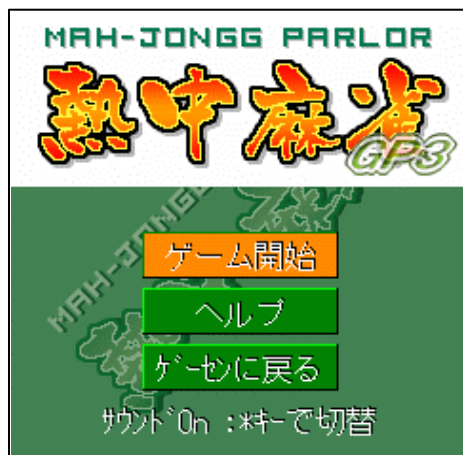 MAH-JONGG PARLOR
熱中麻雀
GP3
ゲーム開始
ヘルプ
ｹﾞｰｾﾝに戻る
ｻｳﾝﾄﾞOn :*ｷｰで切替